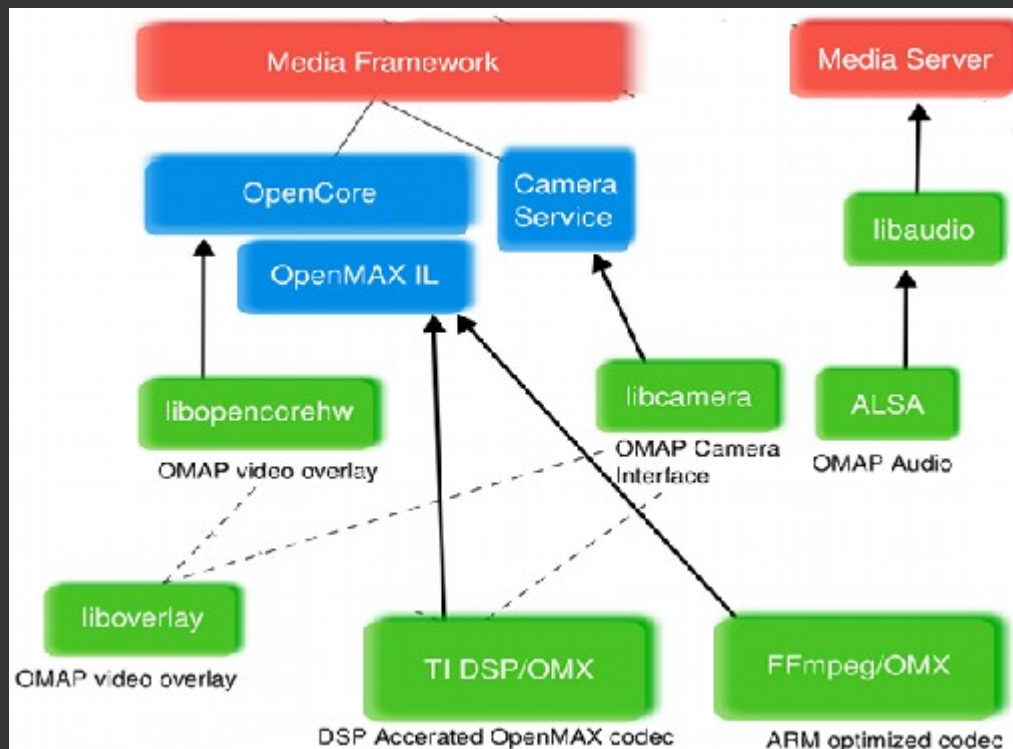 Media Framework
Media Server
OpenCore
Camera
Service
libaudio
OpenMAX IL
libopencorehw
libcamera
ALSA
OMAP video overlay
OMAP Camera
Interface
OMAP Audio
liboverlay
TI DSP/OMX
FFmpeg/OMX
OMAP video overlay
DSP Accerated OpenMAX codec
ARM optimized codec